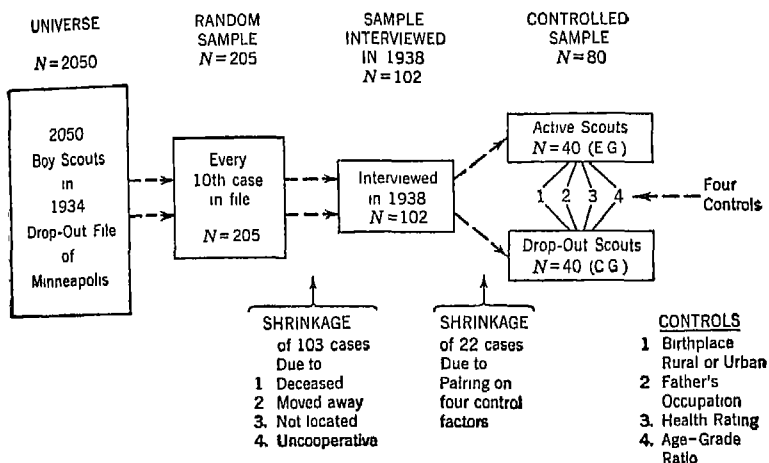 UNIVERSE
N=2050
RANDOM
SAMPLE
N=205
SAMPLE
INTERVIEWED
IN 1938
N=102
CONTROLLED
SAMPLE
N=80
2050
Boy Scouts
in
1934
Drop-Out File
of
Minneapolis
Every
10th case
in file
N=205
Interviewed
in 1938
N=102
Active Scouts
N=40 (EG)
1 2 3 4
Four
Controls
Drop-Out Scouts
N=40 (CG)
SHRINKAGE
of 103 cases
Due to
1 Deceased
2 Moved away
3. Not located
4. Uncooperative
SHRINKAGE
of 22 cases
Due to
Pairing on
four control
factors
CONTROLS
1 Birthplace
Rural or Urban
2 Father's
Occupation
3. Health Rating
4. Age-Grade
Ratio